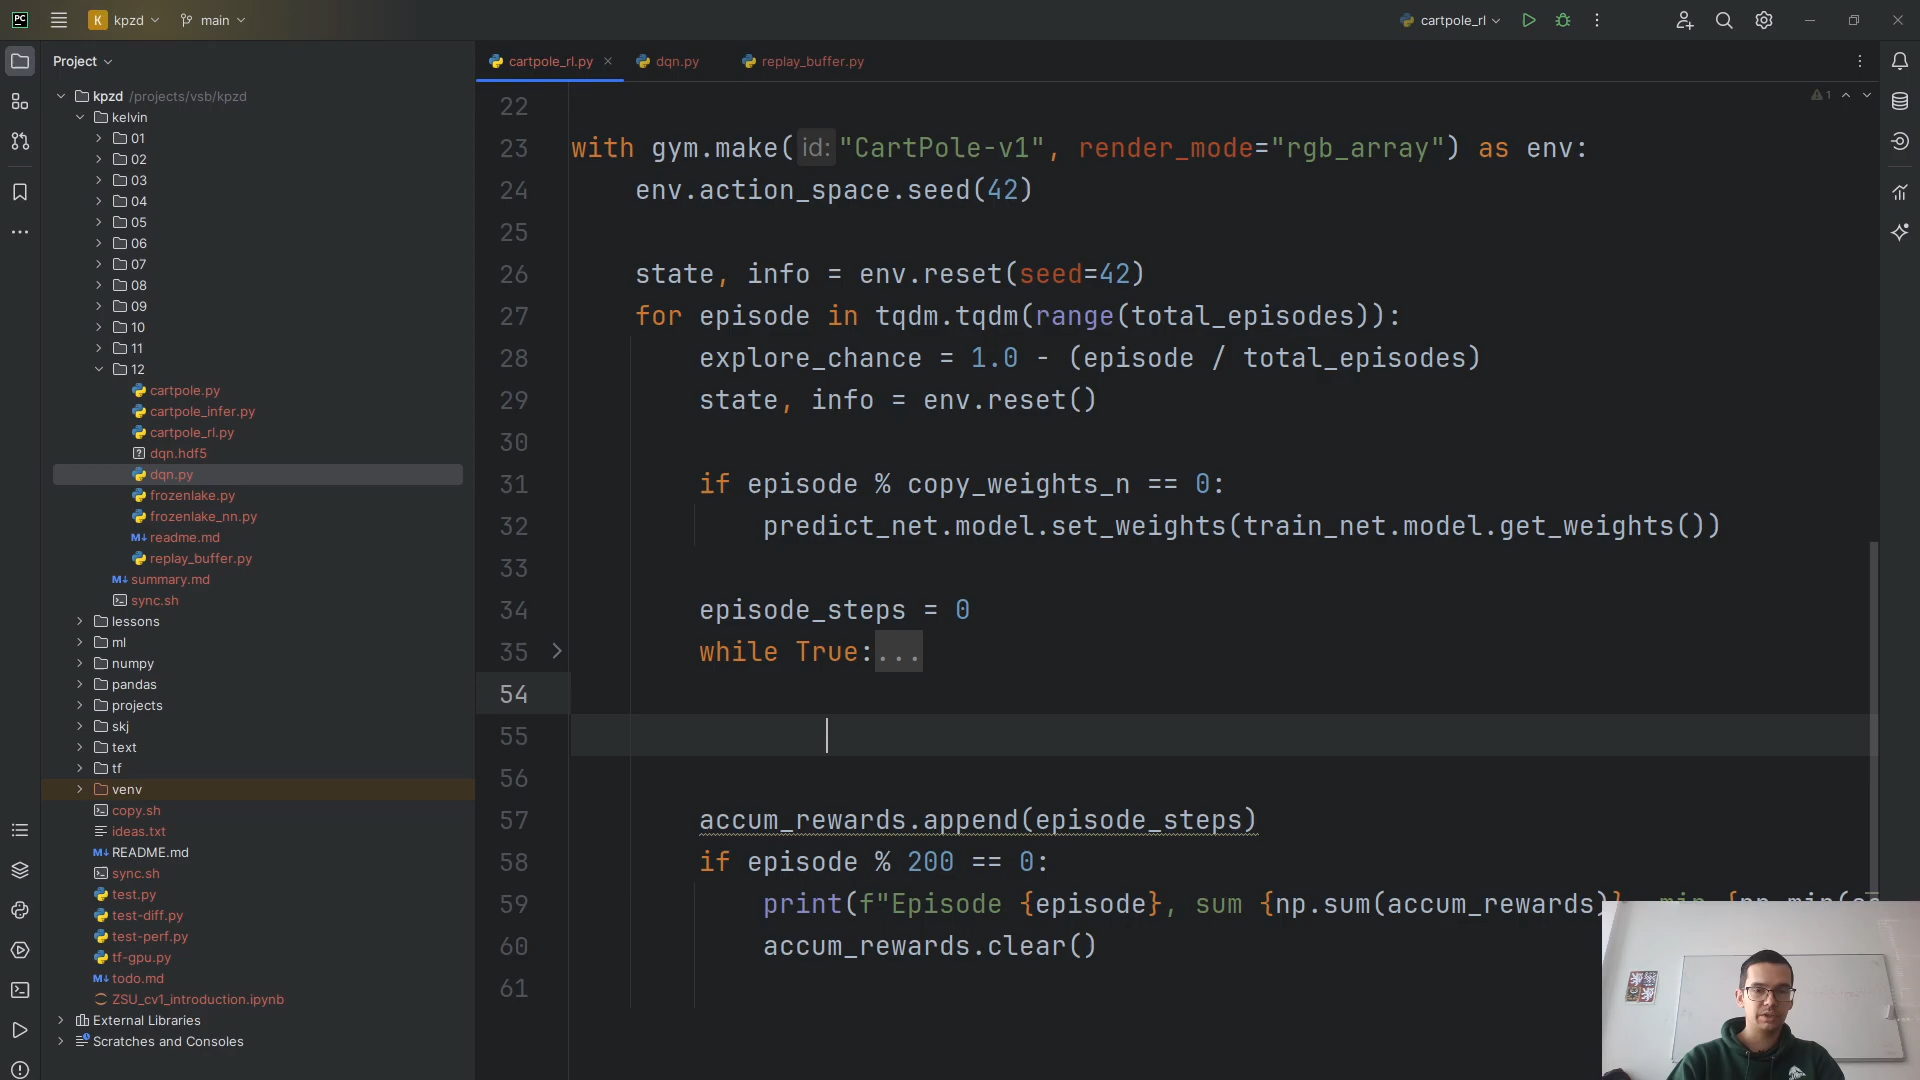 PC
K kpzd
main
cartpole_rl
Project
cartpole_rl.py
dqn.py
replay_buffer.py
kpzd /projects/vsb/kpzd
kelvin
01
02
03
04
05
06
07
08
09
10
11
12
cartpole.py
cartpole_infer.py
cartpole_rl.py
dqn.hdf5
dqn.py
frozenlake.py
frozenlake_nn.py
readme.md
replay_buffer.py
summary.md
sync.sh
lessons
ml
numpy
pandas
projects
skj
text
tf
venv
copy.sh
ideas.txt
README.md
sync.sh
test.py
test-diff.py
test-perf.py
tf-gpu.py
todo.md
ZSU_cv1_introduction.ipynb
External Libraries
Scratches and Consoles
1
22
23 with gym.make(id:"CartPole-v1", render_mode="rgb_array") as env:
24 env.action_space.seed(42)
25
26 state, info = env.reset(seed=42)
27 for episode in tqdm.tqdm(range(total_episodes)):
28 explore_chance = 1.0 - (episode / total_episodes)
29 state, info = env.reset()
30
31 if episode % copy_weights_n == 0:
32 predict_net.model.set_weights(train_net.model.get_weights())
33
34 episode_steps = 0
35 while True:...
54
55
56
57 accum_rewards.append(episode_steps)
58 if episode % 200 == 0:
59 print(f"Episode {episode}, sum {np.sum(accum_rewards)}, min {np.min(ac
60 accum_rewards.clear()
61